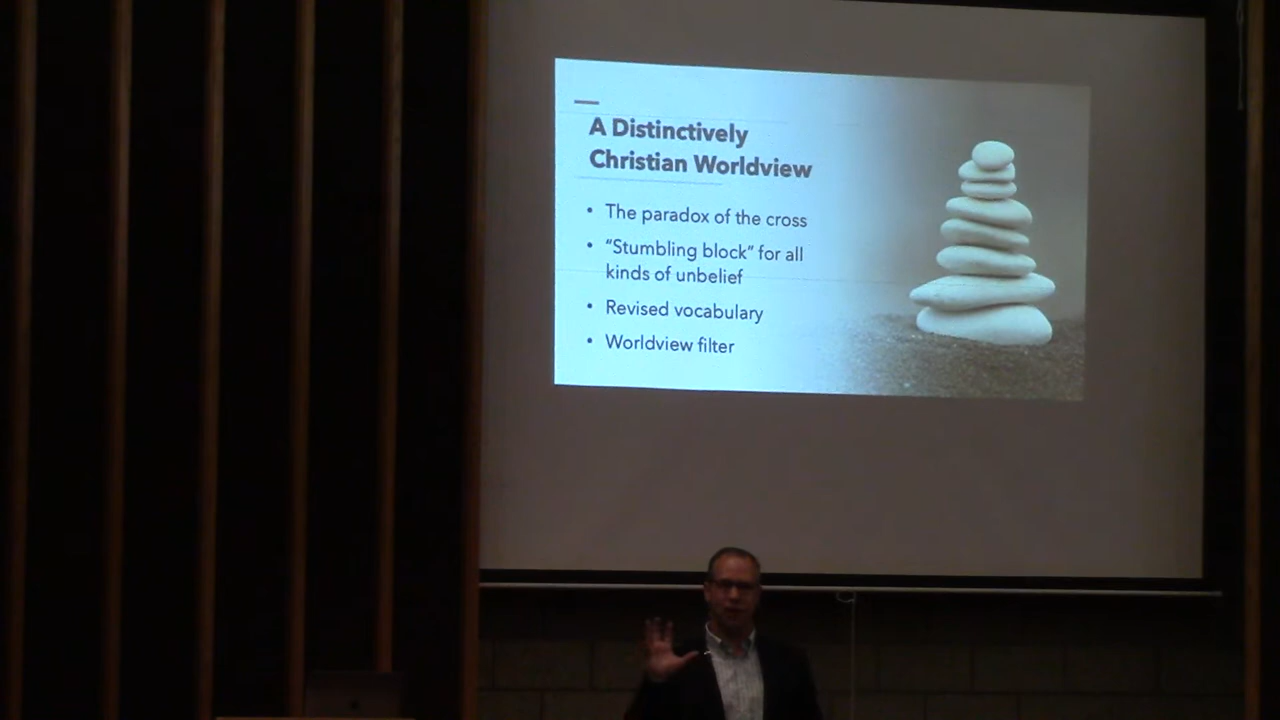 A Distinctively
Christian Worldview
• The paradox of the cross
• “Stumbling block” for all
kinds of unbelief
• Revised vocabulary
• Worldview filter